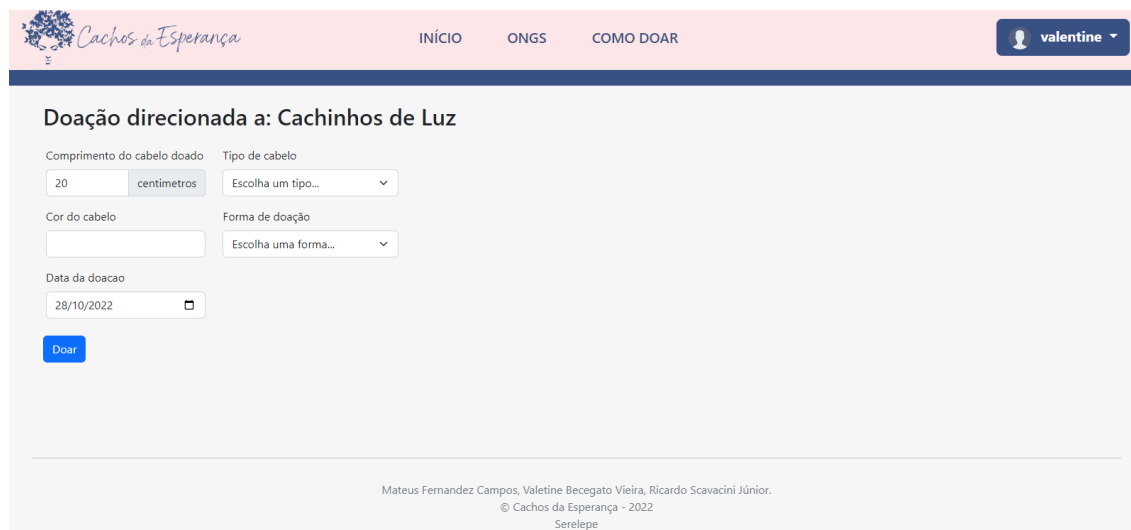 Cachos da Esperança
INÍCIO ONGS COMO DOAR
valentine
Doação direcionada a: Cachinhos de Luz
Comprimento do cabelo doado Tipo de cabelo
20 centimetros Escolha um tipo...
Cor do cabelo Forma de doação
Escolha uma forma...
Data da doacao
28/10/2022
Doar
Mateus Fernandez Campos, Valetine Becegato Vieira, Ricardo Scavacini Júnior.
© Cachos da Esperança - 2022
Serelepe